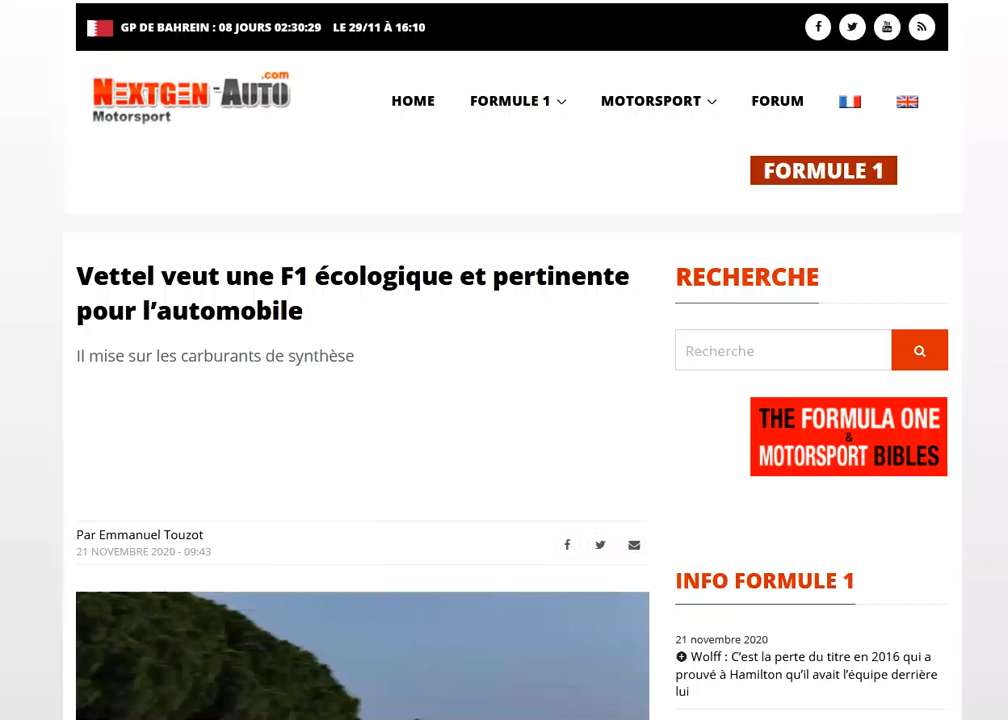 GP DE BAHREIN : 08 JOURS 02:30:29 LE 29/11 À 16:10
NEXTGEN-AUTO.com
Motorsport
HOME FORMULE 1 MOTORSPORT FORUM
FORMULE 1
Vettel veut une F1 écologique et pertinente
pour l’automobile
Il mise sur les carburants de synthèse
Par Emmanuel Touzot
21 NOVEMBRE 2020 - 09:43
RECHERCHE
Recherche
THE FORMULA ONE
&
MOTORSPORT BIBLES
INFO FORMULE 1
21 novembre 2020
Wolff : C’est la perte du titre en 2016 qui a
prouvé à Hamilton qu’il avait l’équipe derrière
lui